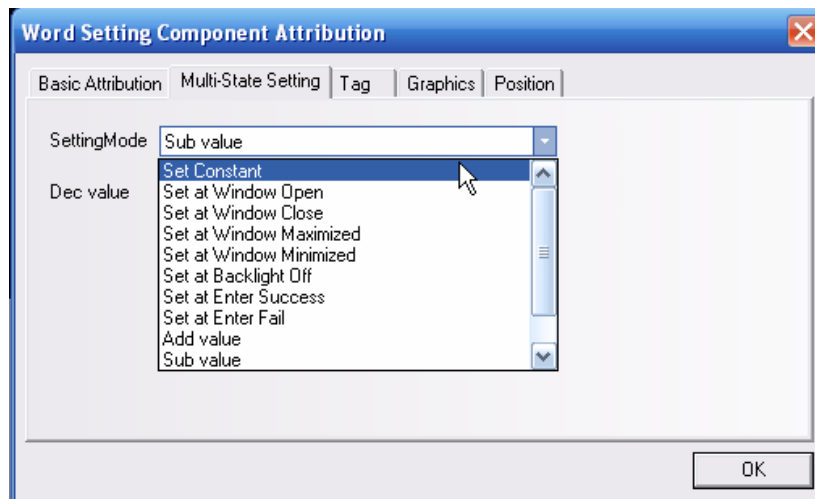 Word Setting Component Attribution
Basic Attribution Multi-State Setting Tag Graphics Position
SettingMode Sub value
Set Constant
Dec value Set at Window Open
Set at Window Close
Set at Window Maximized
Set at Window Minimized
Set at Backlight Off
Set at Enter Success
Set at Enter Fail
Add value
Sub value
OK